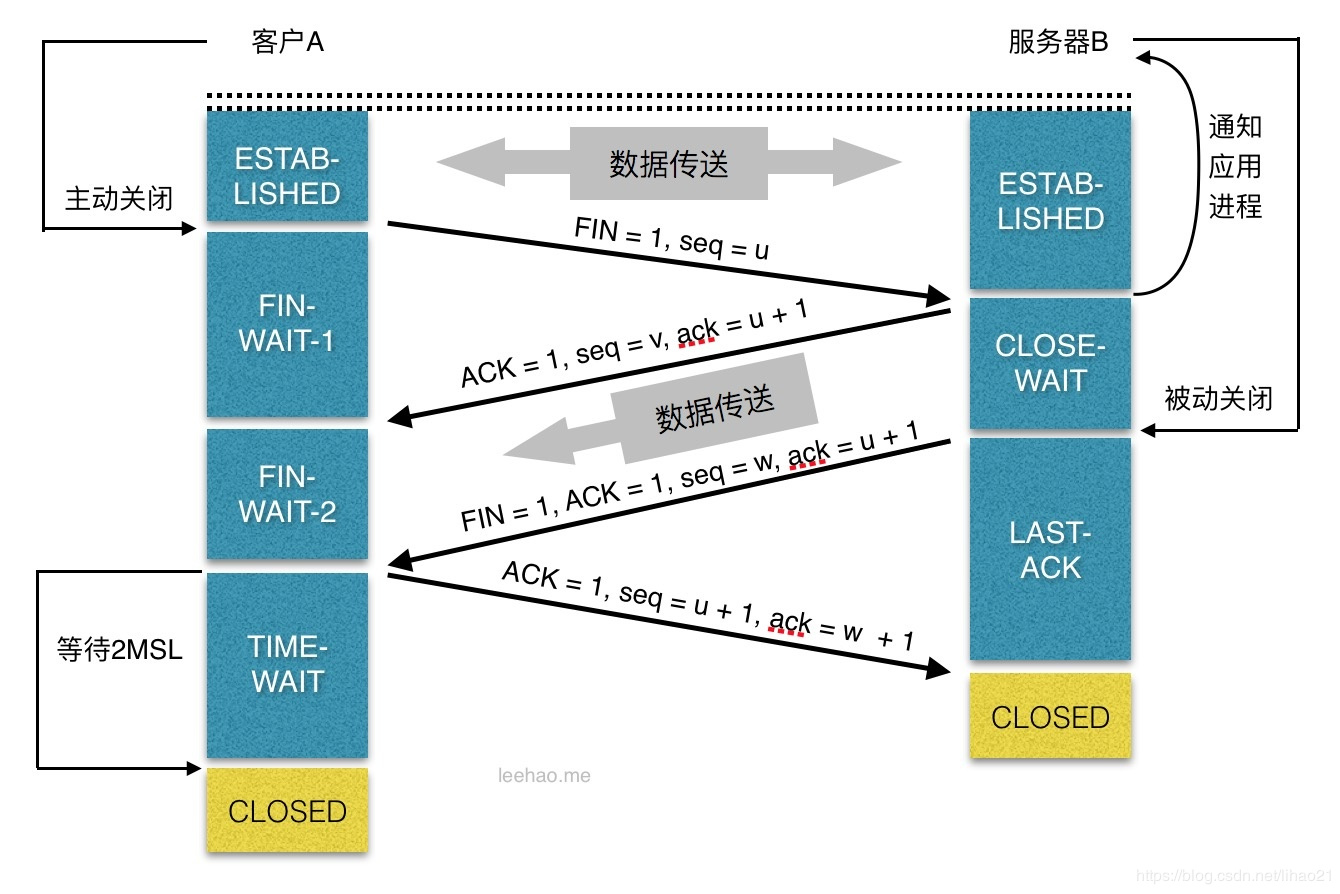 客户A
服务器B
ESTAB-
LISHED
数据传送
ESTAB-
LISHED
通知
应用
进程
主动关闭
FIN = 1, seq = u
FIN-
WAIT-1
ACK = 1, seq = v, ack = u + 1
CLOSE-
WAIT
数据传送
被动关闭
FIN-
WAIT-2
FIN = 1, ACK = 1, seq = w, ack = u + 1
LAST-
ACK
ACK = 1, seq = u + 1, ack = w + 1
等待2MSL
TIME-
WAIT
CLOSED
leehao.me
CLOSED
https://blog.csdn.net/lihao21